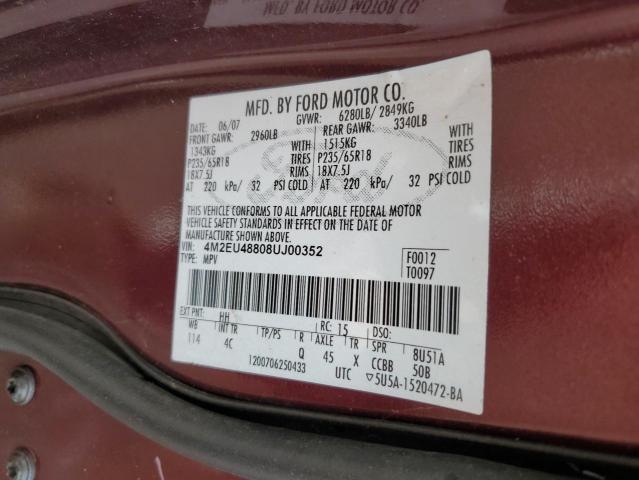 MFD. BY FORD MOTOR CO.
DATE: 06/07 GVWR: 6280LB/ 2849KG
FRONT GAWR: 2960LB REAR GAWR: 3340LB
1343KG WITH 1515KG WITH
P235/65R18 TIRES P235/65R18 TIRES
18X7.5J RIMS 18X7.5J RIMS
AT 220 kPa/ 32 PSI COLD AT 220 kPa/ 32 PSI COLD
THIS VEHICLE CONFORMS TO ALL APPLICABLE FEDERAL MOTOR
VEHICLE SAFETY STANDARDS IN EFFECT ON THE DATE OF
MANUFACTURE SHOWN ABOVE.
VIN: 4M2EU48808UJ00352
TYPE: MPV
F0012
T0097
EXT PNT: HH RC: 15 DSO:
WB INT TR TP/PS R AXLE TR SPR 8U51A
114 4C Q 45 X CCBB 50B
1200706250433 UTC ▽5U5A-1520472-BA
Ford